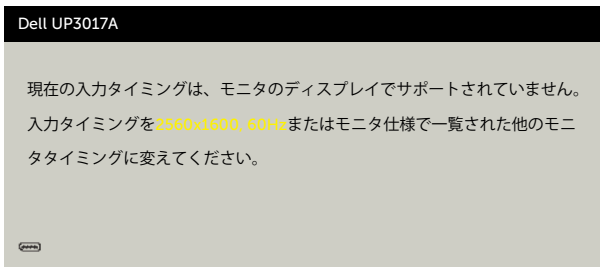 Dell UP3017A
現在の入力タイミングは、モニタのディスプレイでサポートされていません。
入力タイミングを2560x1600, 60Hzまたはモニタ仕様で一覧された他のモニ
タタイミングに変えてください。